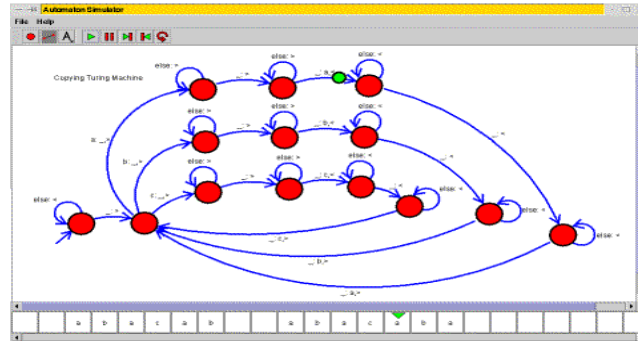 Automaton Simulator
File Help
A
Copying Turing Machine
else: > else: > else: <
_: > _: a,< _: <
else: > else: > else: <
a: _,> b: _,> _: > _: b,< _: <
else: > else: > else: <
c: _,> _: > _: c,< _: <
else: < _: > else: < else: < else: <
_: c,>
_: b,>
_: a,>
a b a c a b a b a c a b a